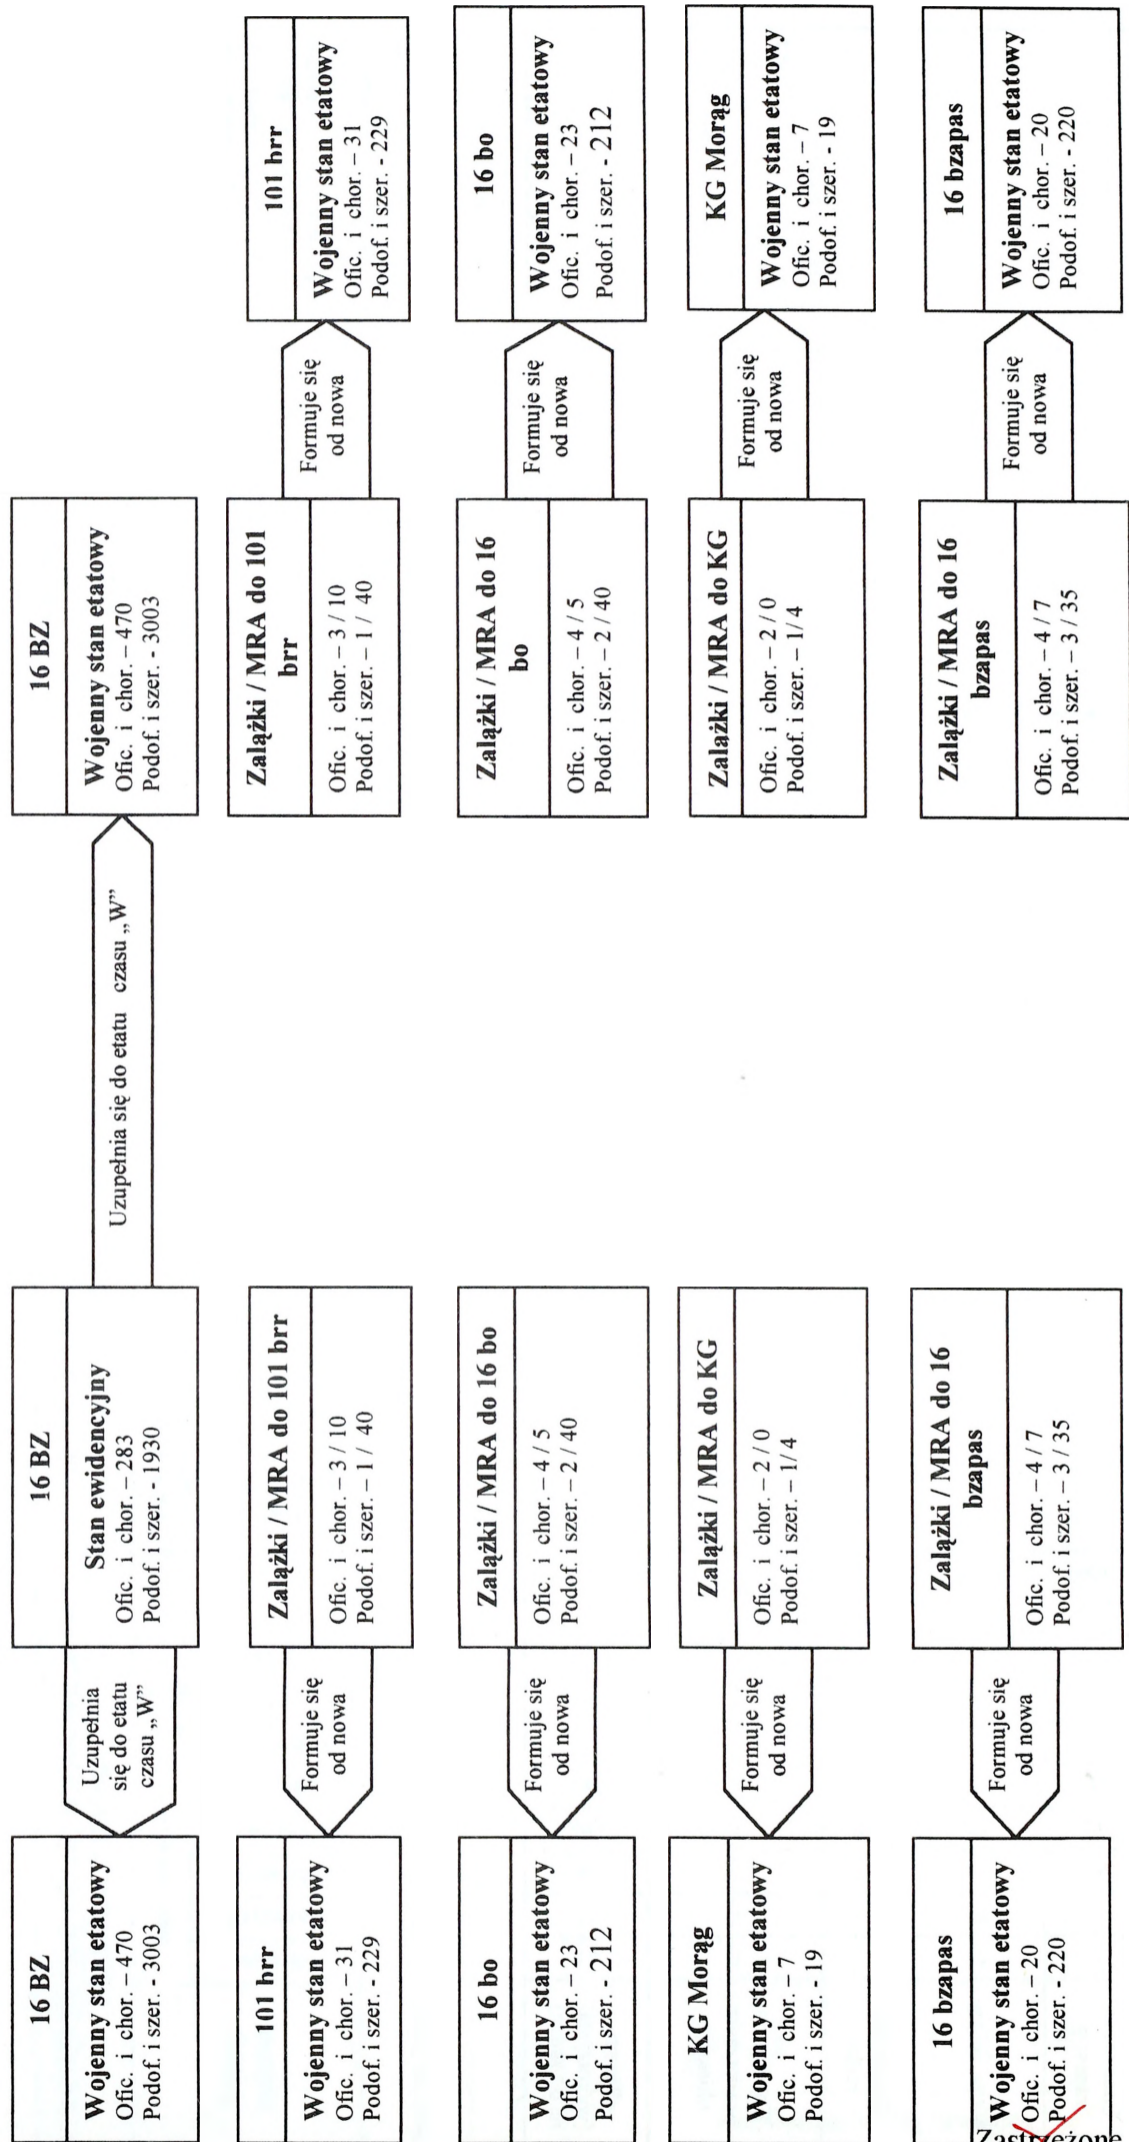 16 BZ
Wojenny stan etatowy
Ofic. i chor. – 470
Podof. i szer. - 3003
Uzupełnia
się do etatu
czasu „W”
16 BZ
Stan ewidencyjny
Ofic. i chor. – 283
Podof. i szer. - 1930
Uzupełnia się do etatu czasu „W”
16 BZ
Wojenny stan etatowy
Ofic. i chor. – 470
Podof. i szer. - 3003
101 brr
Wojenny stan etatowy
Ofic. i chor. – 31
Podof. i szer. - 229
Formuje się
od nowa
Zalążki / MRA do 101 brr
Ofic. i chor. – 3 / 10
Podof. i szer. – 1 / 40
Zalążki / MRA do 101
brr
Ofic. i chor. – 3 / 10
Podof. i szer. – 1 / 40
Formuje się
od nowa
101 brr
Wojenny stan etatowy
Ofic. i chor. – 31
Podof. i szer. - 229
16 bo
Wojenny stan etatowy
Ofic. i chor. – 23
Podof. i szer. - 212
Formuje się
od nowa
Zalążki / MRA do 16 bo
Ofic. i chor. – 4 / 5
Podof. i szer. – 2 / 40
Zalążki / MRA do 16
bo
Ofic. i chor. – 4 / 5
Podof. i szer. – 2 / 40
Formuje się
od nowa
16 bo
Wojenny stan etatowy
Ofic. i chor. – 23
Podof. i szer. - 212
KG Morąg
Wojenny stan etatowy
Ofic. i chor. – 7
Podof. i szer. - 19
Formuje się
od nowa
Zalążki / MRA do KG
Ofic. i chor. – 2 / 0
Podof. i szer. – 1/ 4
Zalążki / MRA do KG
Ofic. i chor. – 2 / 0
Podof. i szer. – 1/ 4
Formuje się
od nowa
KG Morąg
Wojenny stan etatowy
Ofic. i chor. – 7
Podof. i szer. - 19
16 bzapas
Wojenny stan etatowy
Ofic. i chor. – 20
Podof. i szer. - 220
Formuje się
od nowa
Zalążki / MRA do 16
bzapas
Ofic. i chor. – 4 / 7
Podof. i szer. – 3 / 35
Zalążki / MRA do 16
bzapas
Ofic. i chor. – 4 / 7
Podof. i szer. – 3 / 35
Formuje się
od nowa
16 bzapas
Wojenny stan etatowy
Ofic. i chor. – 20
Podof. i szer. - 220
Zastrzeżone